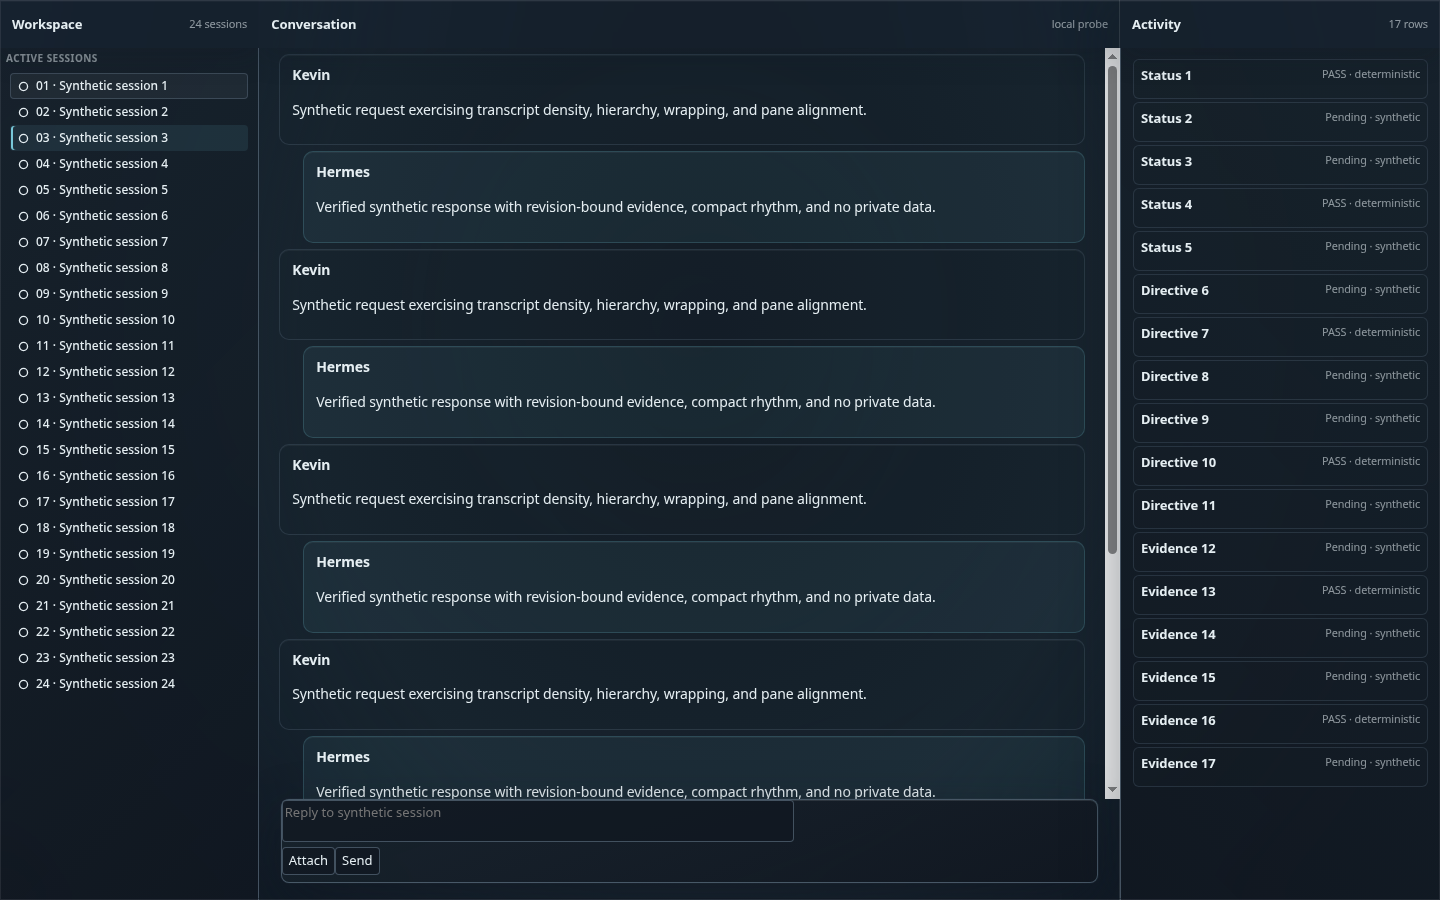 Workspace
24 sessions
ACTIVE SESSIONS
01 · Synthetic session 1
02 · Synthetic session 2
03 · Synthetic session 3
04 · Synthetic session 4
05 · Synthetic session 5
06 · Synthetic session 6
07 · Synthetic session 7
08 · Synthetic session 8
09 · Synthetic session 9
10 · Synthetic session 10
11 · Synthetic session 11
12 · Synthetic session 12
13 · Synthetic session 13
14 · Synthetic session 14
15 · Synthetic session 15
16 · Synthetic session 16
17 · Synthetic session 17
18 · Synthetic session 18
19 · Synthetic session 19
20 · Synthetic session 20
21 · Synthetic session 21
22 · Synthetic session 22
23 · Synthetic session 23
24 · Synthetic session 24
Conversation
local probe
Kevin
Synthetic request exercising transcript density, hierarchy, wrapping, and pane alignment.
Hermes
Verified synthetic response with revision-bound evidence, compact rhythm, and no private data.
Kevin
Synthetic request exercising transcript density, hierarchy, wrapping, and pane alignment.
Hermes
Verified synthetic response with revision-bound evidence, compact rhythm, and no private data.
Kevin
Synthetic request exercising transcript density, hierarchy, wrapping, and pane alignment.
Hermes
Verified synthetic response with revision-bound evidence, compact rhythm, and no private data.
Kevin
Synthetic request exercising transcript density, hierarchy, wrapping, and pane alignment.
Hermes
Verified synthetic response with revision-bound evidence, compact rhythm, and no private data.
Reply to synthetic session
Attach
Send
Activity
17 rows
Status 1
PASS · deterministic
Status 2
Pending · synthetic
Status 3
Pending · synthetic
Status 4
PASS · deterministic
Status 5
Pending · synthetic
Directive 6
Pending · synthetic
Directive 7
PASS · deterministic
Directive 8
Pending · synthetic
Directive 9
Pending · synthetic
Directive 10
PASS · deterministic
Directive 11
Pending · synthetic
Evidence 12
Pending · synthetic
Evidence 13
PASS · deterministic
Evidence 14
Pending · synthetic
Evidence 15
Pending · synthetic
Evidence 16
PASS · deterministic
Evidence 17
Pending · synthetic